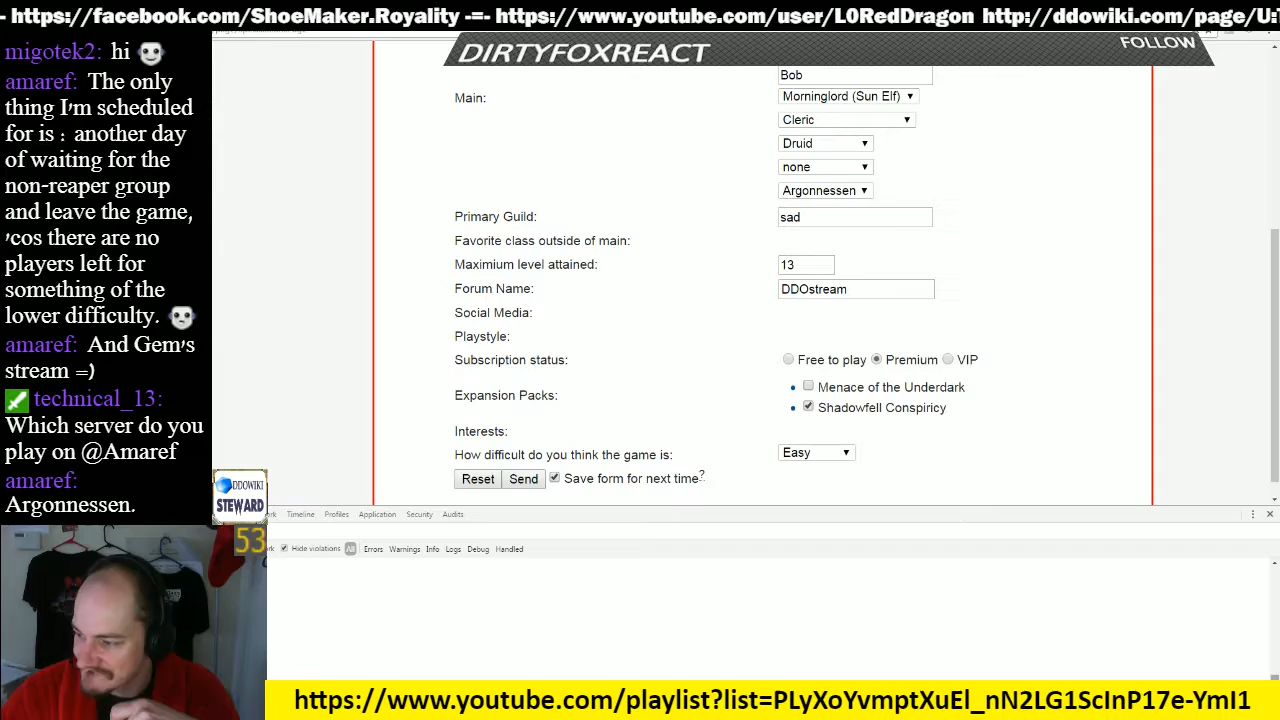 - https://facebook.com/ShoeMaker.Royality -=- https://www.youtube.com/user/L0RedDragon http://ddowiki.com/page/U:
migotek2: hi
amaref: The only
thing I'm scheduled
for is : another day
of waiting for the
non-reaper group
and leave the game,
'cos there are no
players left for
something of the
lower difficulty.
amaref: And Gem's
stream =)
technical_13:
Which server do you
play on @Amaref
amaref:
Argonnessen.
DIRTYFOXREACT
FOLLOW
Bob
Main:
Morninglord (Sun Elf)
Cleric
Druid
none
Argonnessen
Primary Guild:
sad
Favorite class outside of main:
Maximium level attained:
13
Forum Name:
DDOstream
Social Media:
Playstyle:
Subscription status:
Free to play Premium VIP
Expansion Packs:
Menace of the Underdark
Shadowfell Conspiricy
Interests:
How difficult do you think the game is:
Easy
Reset Send Save form for next time?
DDOWIKI
STEWARD
Timeline Profiles Application Security Audits
53
Hide violations All Errors Warnings Info Logs Debug Handled
https://www.youtube.com/playlist?list=PLyXoYvmptXuEl_nN2LG1ScInP17e-YmI1